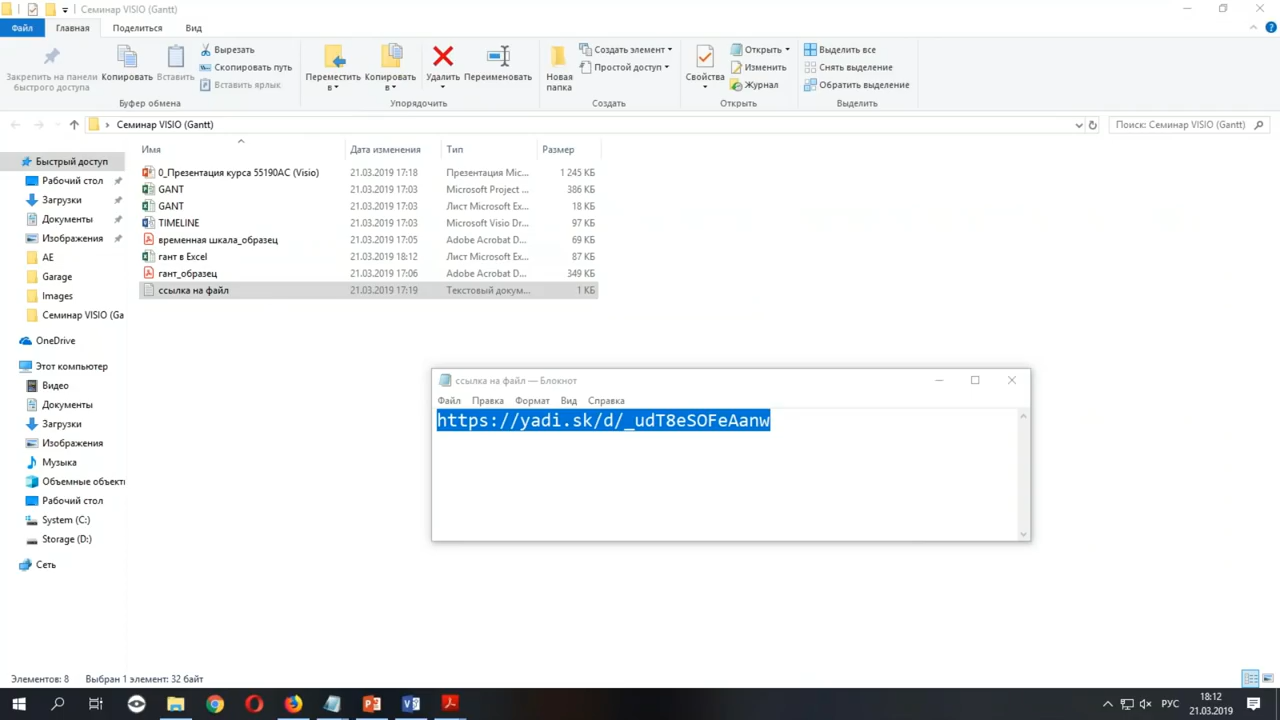 Семинар VISIO (Gantt)
Файл Главная Поделиться Вид
Закрепить на панели быстрого доступа
Копировать
Вставить
Вырезать
Скопировать путь
Вставить ярлык
Буфер обмена
Переместить в
Копировать в
Удалить
Переименовать
Упорядочить
Новая папка
Создать элемент
Простой доступ
Создать
Свойства
Открыть
Изменить
Журнал
Открыть
Выделить все
Снять выделение
Обратить выделение
Выделить
Семинар VISIO (Gantt)
Поиск: Семинар VISIO (Gantt)
Имя Дата изменения Тип Размер
0_Презентация курса 55190AC (Visio) 21.03.2019 17:18 Презентация Mic... 1 245 КБ
GANT 21.03.2019 17:03 Microsoft Project ... 386 КБ
GANT 21.03.2019 17:03 Лист Microsoft Ex... 18 КБ
TIMELINE 21.03.2019 17:03 Microsoft Visio Dr... 97 КБ
временная шкала_образец 21.03.2019 17:05 Adobe Acrobat D... 69 КБ
гант в Excel 21.03.2019 18:12 Лист Microsoft Ex... 87 КБ
гант_образец 21.03.2019 17:06 Adobe Acrobat D... 349 КБ
ссылка на файл 21.03.2019 17:19 Текстовый докум... 1 КБ
Быстрый доступ
Рабочий стол
Загрузки
Документы
Изображения
AE
Garage
Images
Семинар VISIO (Ga
OneDrive
Этот компьютер
Видео
Документы
Загрузки
Изображения
Музыка
Объемные объекты
Рабочий стол
System (C:)
Storage (D:)
Сеть
ссылка на файл — Блокнот
Файл Правка Формат Вид Справка
https://yadi.sk/d/_udT8eSOFeAanw
Элементов: 8 Выбран 1 элемент: 32 байт
РУС
18:12
21.03.2019